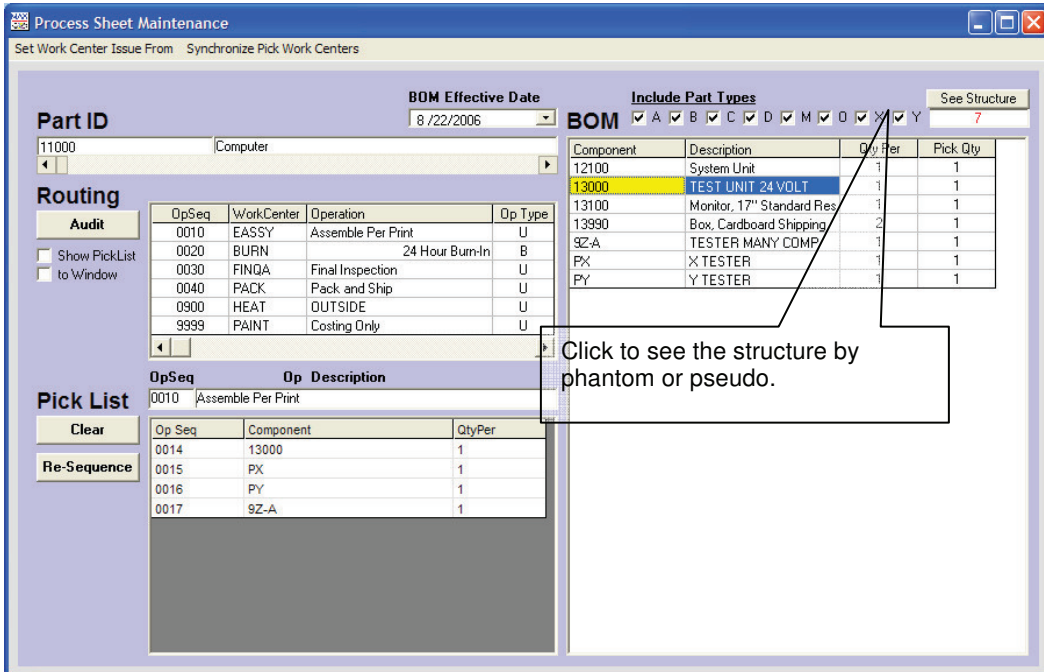 Process Sheet Maintenance
Set Work Center Issue From Synchronize Pick Work Centers
BOM Effective Date
Include Part Types
See Structure
Part ID
8 /22/2006
BOM
A B C D M O X Y
7
11000 Computer
Component Description Qty Per Pick Qty
12100 System Unit 1 1
13000 TEST UNIT 24 VOLT 1 1
13100 Monitor, 17" Standard Res 1 1
13990 Box, Cardboard Shipping 2 1
9Z-A TESTER MANY COMP 1 1
PX X TESTER 1 1
PY Y TESTER 1 1
Routing
Audit
Show PickList
to Window
OpSeq WorkCenter Operation Op Type
0010 EASSY Assemble Per Print U
0020 BURN 24 Hour Burn-In B
0030 FINQA Final Inspection U
0040 PACK Pack and Ship U
0900 HEAT OUTSIDE U
9999 PAINT Costing Only U
Click to see the structure by
phantom or pseudo.
OpSeq Op Description
Pick List
0010 Assemble Per Print
Clear
Re-Sequence
Op Seq Component QtyPer
0014 13000 1
0015 PX 1
0016 PY 1
0017 9Z-A 1